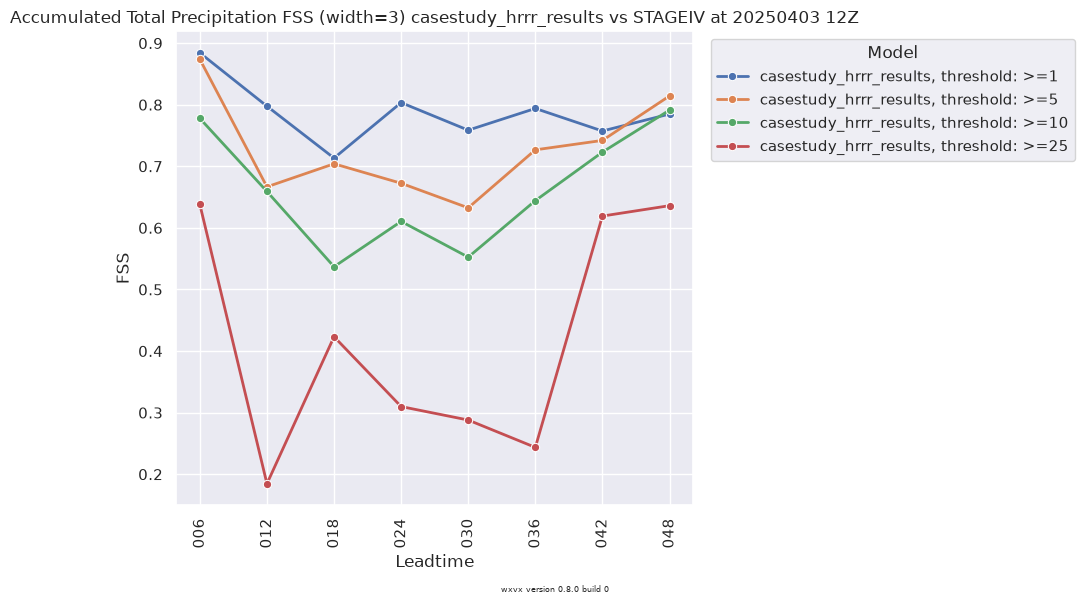 Accumulated Total Precipitation FSS (width=3) casestudy_hrrr_results vs STAGEIV at 20250403 12Z
Model
casestudy_hrrr_results, threshold: >=1
casestudy_hrrr_results, threshold: >=5
casestudy_hrrr_results, threshold: >=10
casestudy_hrrr_results, threshold: >=25
FSS
0.9
0.8
0.7
0.6
0.5
0.4
0.3
0.2
006
012
018
024
030
036
042
048
Leadtime
wxvx version 0.8.0 build 0